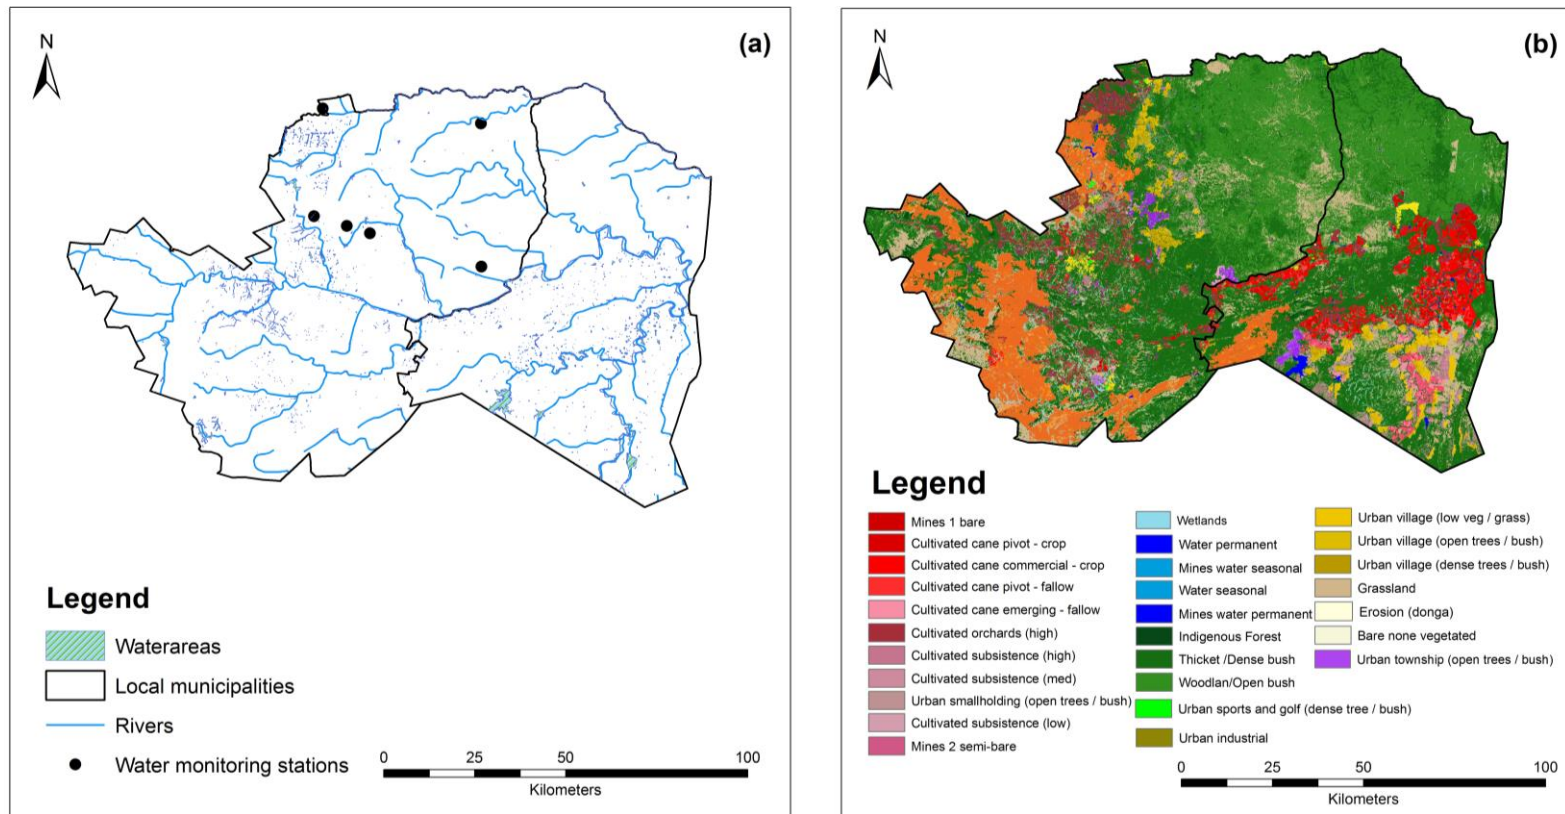 N
(a)
Legend
Waterareas
Local municipalities
Rivers
Water monitoring stations
0 25 50 100
Kilometers
N
(b)
Legend
Mines 1 bare
Cultivated cane pivot - crop
Cultivated cane commercial - crop
Cultivated cane pivot - fallow
Cultivated cane emerging - fallow
Cultivated orchards (high)
Cultivated subsistence (high)
Cultivated subsistence (med)
Urban smallholding (open trees / bush)
Cultivated subsistence (low)
Mines 2 semi-bare
Wetlands
Water permanent
Mines water seasonal
Water seasonal
Mines water permanent
Indigenous Forest
Thicket /Dense bush
Woodlan/Open bush
Urban sports and golf (dense tree / bush)
Urban industrial
Urban village (low veg / grass)
Urban village (open trees / bush)
Urban village (dense trees / bush)
Grassland
Erosion (donga)
Bare none vegetated
Urban township (open trees / bush)
0 25 50 100
Kilometers